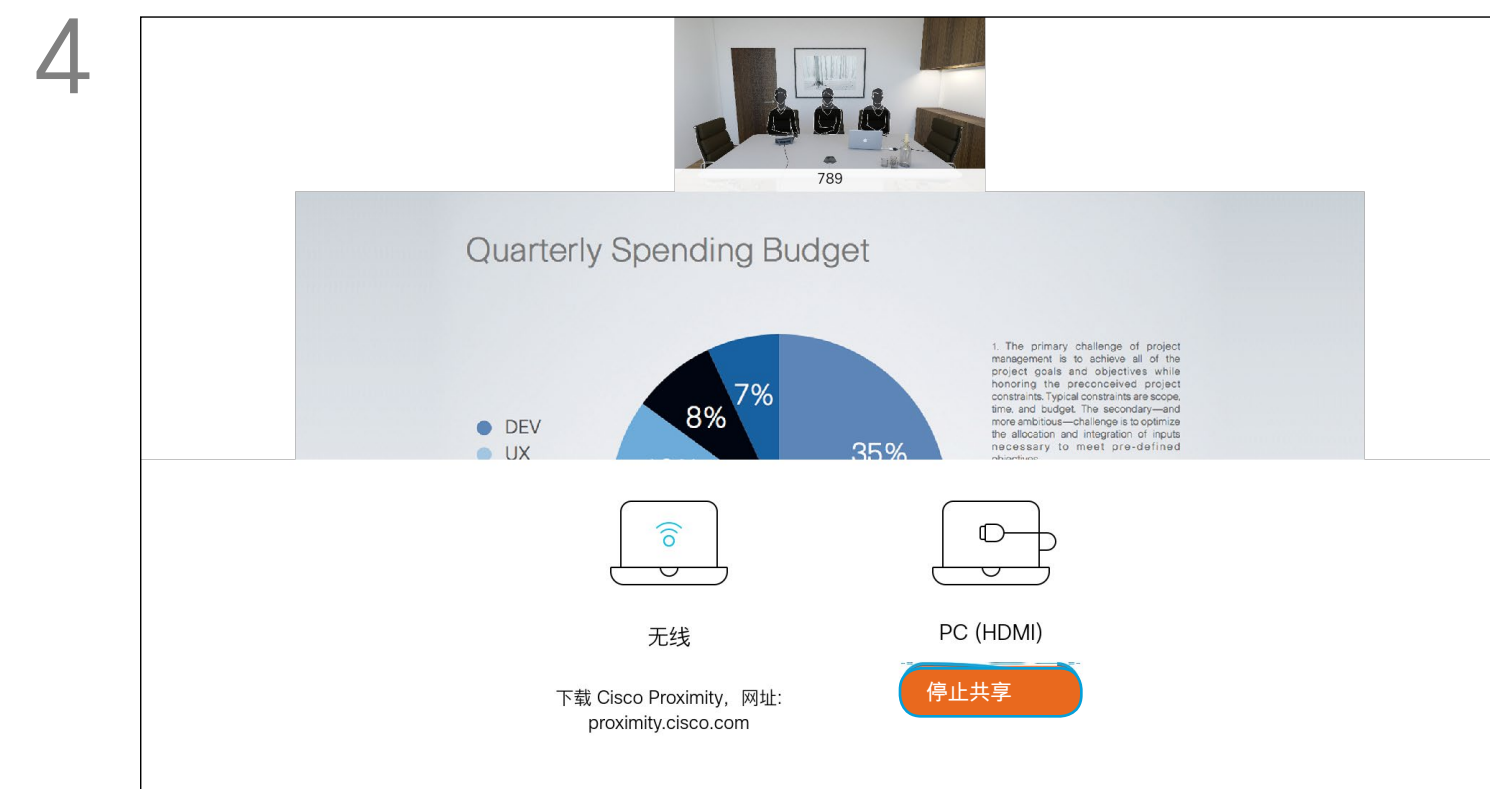 4
789
Quarterly Spending Budget
1. The primary challenge of project
management is to achieve all of the
project goals and objectives while
honoring the preconceived project
constraints. Typical constraints are scope,
time, and budget. The secondary—and
more ambitious—challenge is to optimize
the allocation and integration of inputs
necessary to meet pre-defined
7%
8%
35%
DEV
UX
无线
PC (HDMI)
下载 Cisco Proximity，网址:
proximity.cisco.com
停止共享